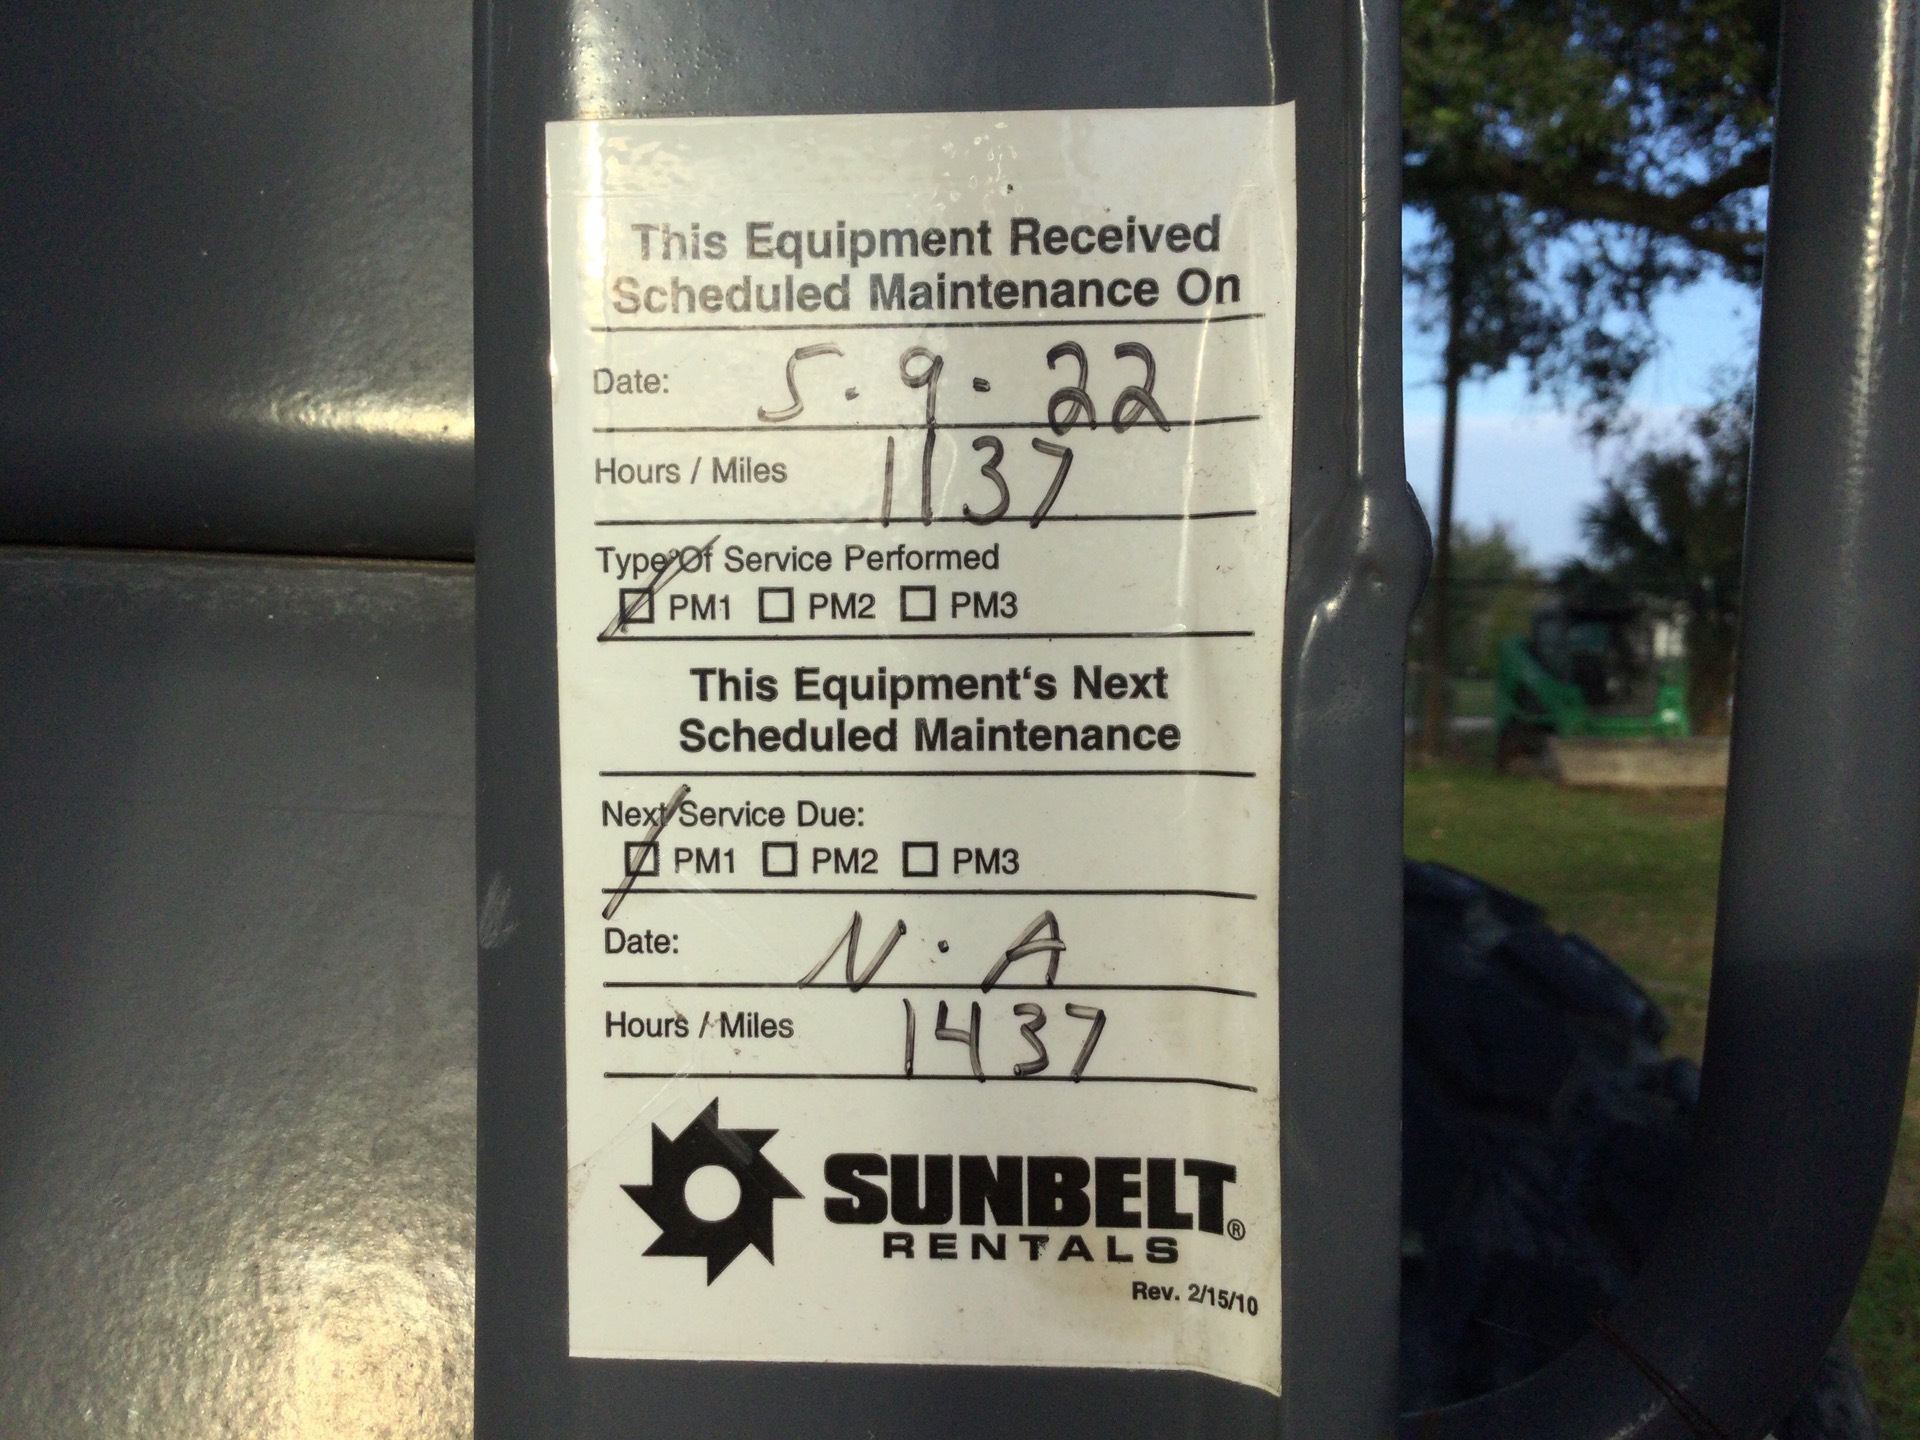 This Equipment Received
Scheduled Maintenance On
Date: 5.9.22
Hours / Miles 1137
Type Of Service Performed
PM1 PM2 PM3
This Equipment‘s Next
Scheduled Maintenance
Next Service Due:
PM1 PM2 PM3
Date: N.A
Hours / Miles 1437
SUNBELT®
RENTALS
Rev. 2/15/10